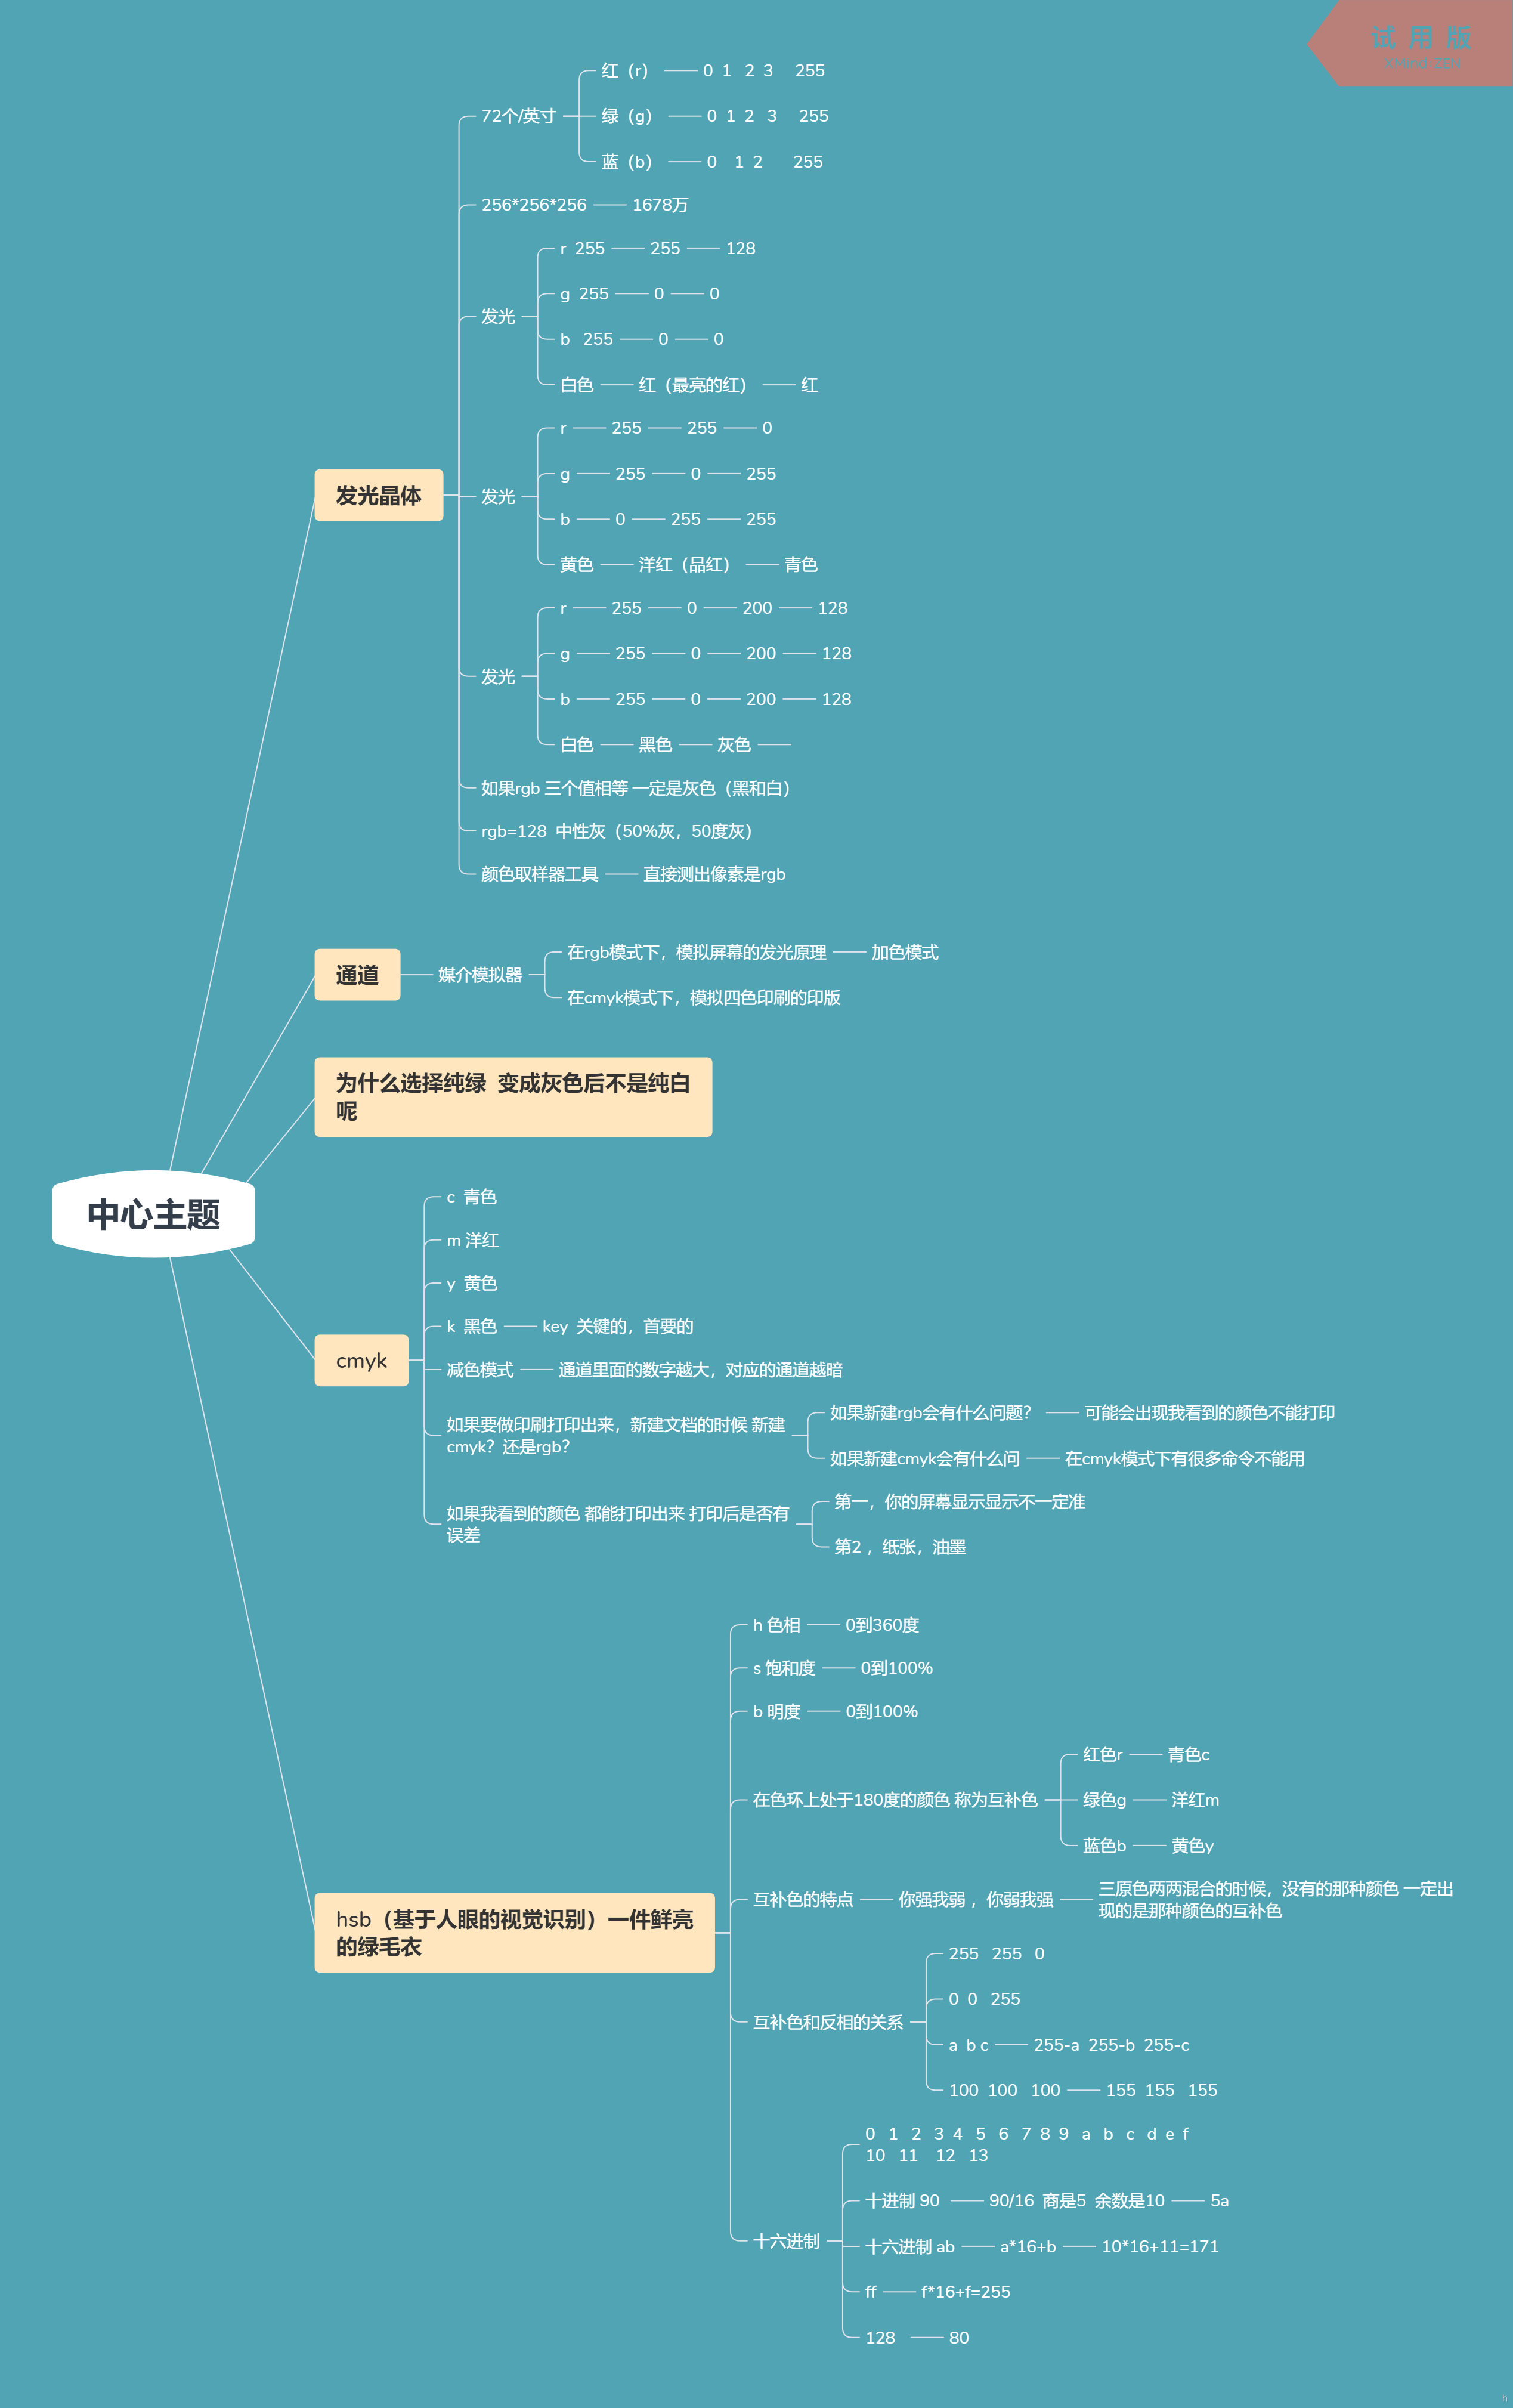 试 用 版
XMind:ZEN
红（r） 0 1 2 3 255
72个/英寸
绿（g） 0 1 2 3 255
蓝（b） 0 1 2 255
256*256*256 1678万
r 255 255 128
g 255 0 0
发光
b 255 0 0
白色 红（最亮的红） 红
r 255 255 0
g 255 0 255
发光晶体
发光
b 0 255 255
黄色 洋红（品红） 青色
r 255 0 200 128
g 255 0 200 128
发光
b 255 0 200 128
白色 黑色 灰色
如果rgb 三个值相等 一定是灰色（黑和白）
rgb=128 中性灰（50%灰，50度灰）
颜色取样器工具 直接测出像素是rgb
通道
媒介模拟器
在rgb模式下，模拟屏幕的发光原理 加色模式
在cmyk模式下，模拟四色印刷的印版
为什么选择纯绿 变成灰色后不是纯白
呢
中心主题
cmyk
c 青色
m 洋红
y 黄色
k 黑色 key 关键的，首要的
减色模式 通道里面的数字越大，对应的通道越暗
如果要做印刷打印出来，新建文档的时候 新建
cmyk？还是rgb？
如果新建rgb会有什么问题？ 可能会出现我看到的颜色不能打印
如果新建cmyk会有什么问 在cmyk模式下有很多命令不能用
如果我看到的颜色 都能打印出来 打印后是否有
误差
第一，你的屏幕显示显示不一定准
第2 ，纸张，油墨
hsb（基于人眼的视觉识别）一件鲜亮
的绿毛衣
h 色相 0到360度
s 饱和度 0到100%
b 明度 0到100%
在色环上处于180度的颜色 称为互补色
红色r 青色c
绿色g 洋红m
蓝色b 黄色y
互补色的特点 你强我弱 ，你弱我强
三原色两两混合的时候，没有的那种颜色 一定出
现的是那种颜色的互补色
互补色和反相的关系
255 255 0
0 0 255
a b c 255-a 255-b 255-c
100 100 100 155 155 155
十六进制
0 1 2 3 4 5 6 7 8 9 a b c d e f
10 11 12 13
十进制 90 90/16 商是5 余数是10 5a
十六进制 ab a*16+b 10*16+11=171
ff f*16+f=255
128 80
h